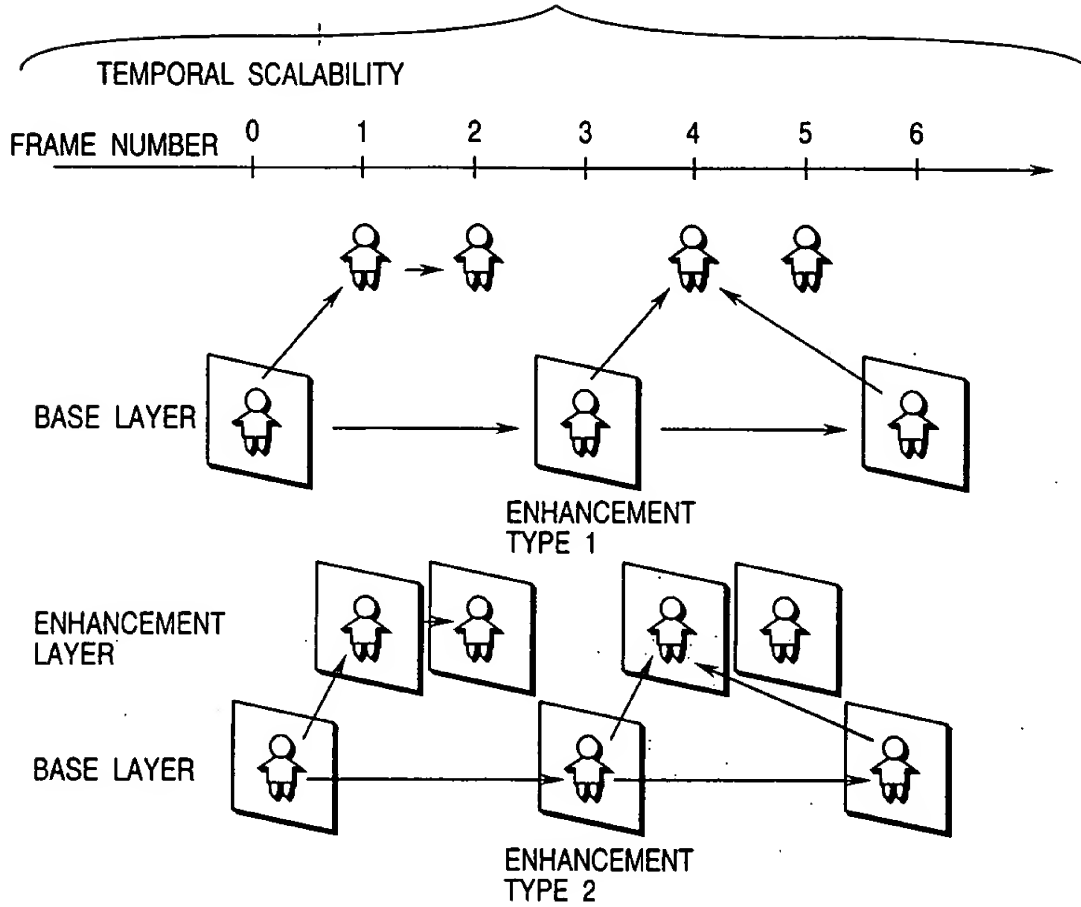 TEMPORAL SCALABILITY
FRAME NUMBER 0 1 2 3 4 5 6
BASE LAYER
ENHANCEMENT
TYPE 1
ENHANCEMENT
LAYER
BASE LAYER
ENHANCEMENT
TYPE 2